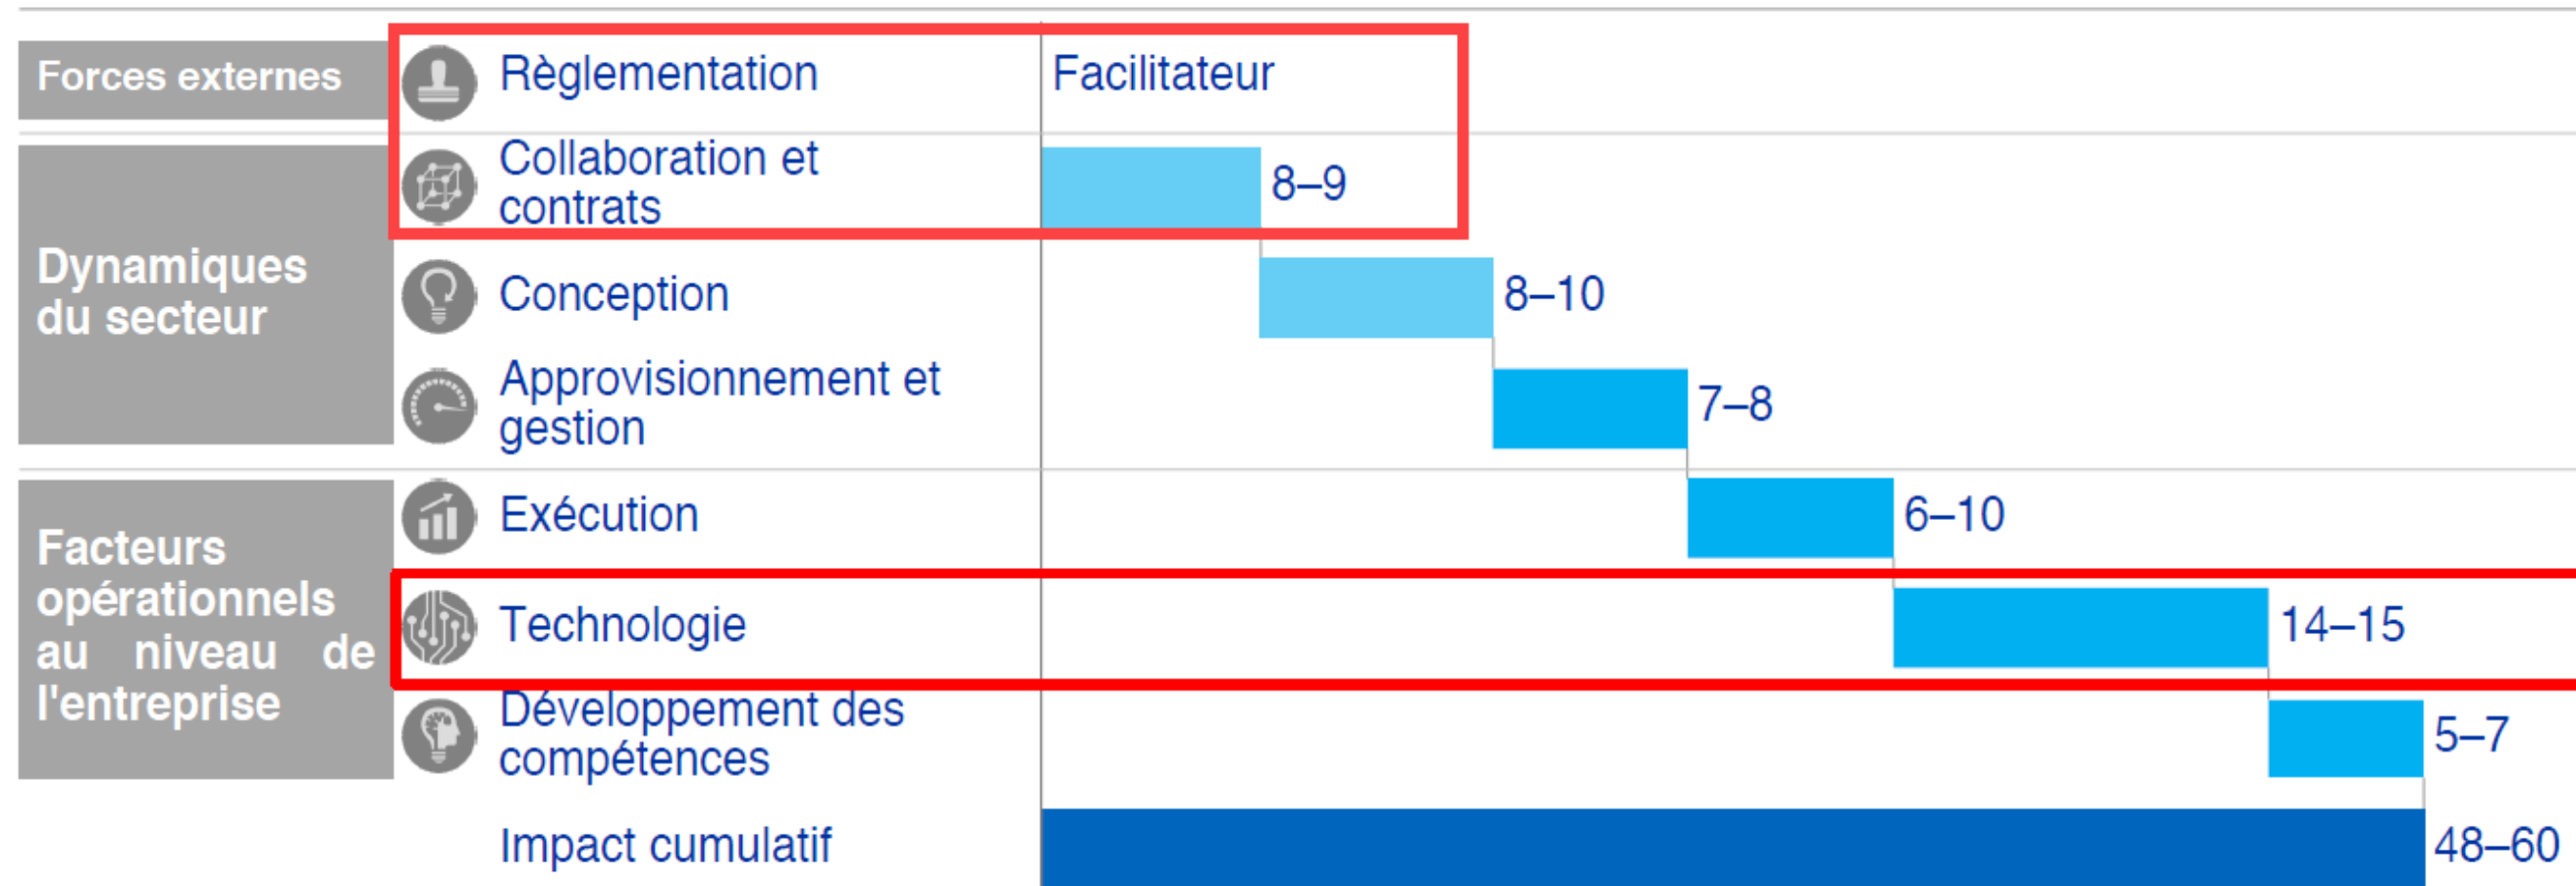 Forces externes
Règlementation
Facilitateur
Dynamiques
du secteur
Collaboration et
contrats
8–9
Conception
8–10
Approvisionnement et
gestion
7–8
Facteurs
opérationnels
au niveau de
l'entreprise
Exécution
6–10
Technologie
14–15
Développement des
compétences
5–7
Impact cumulatif
48–60